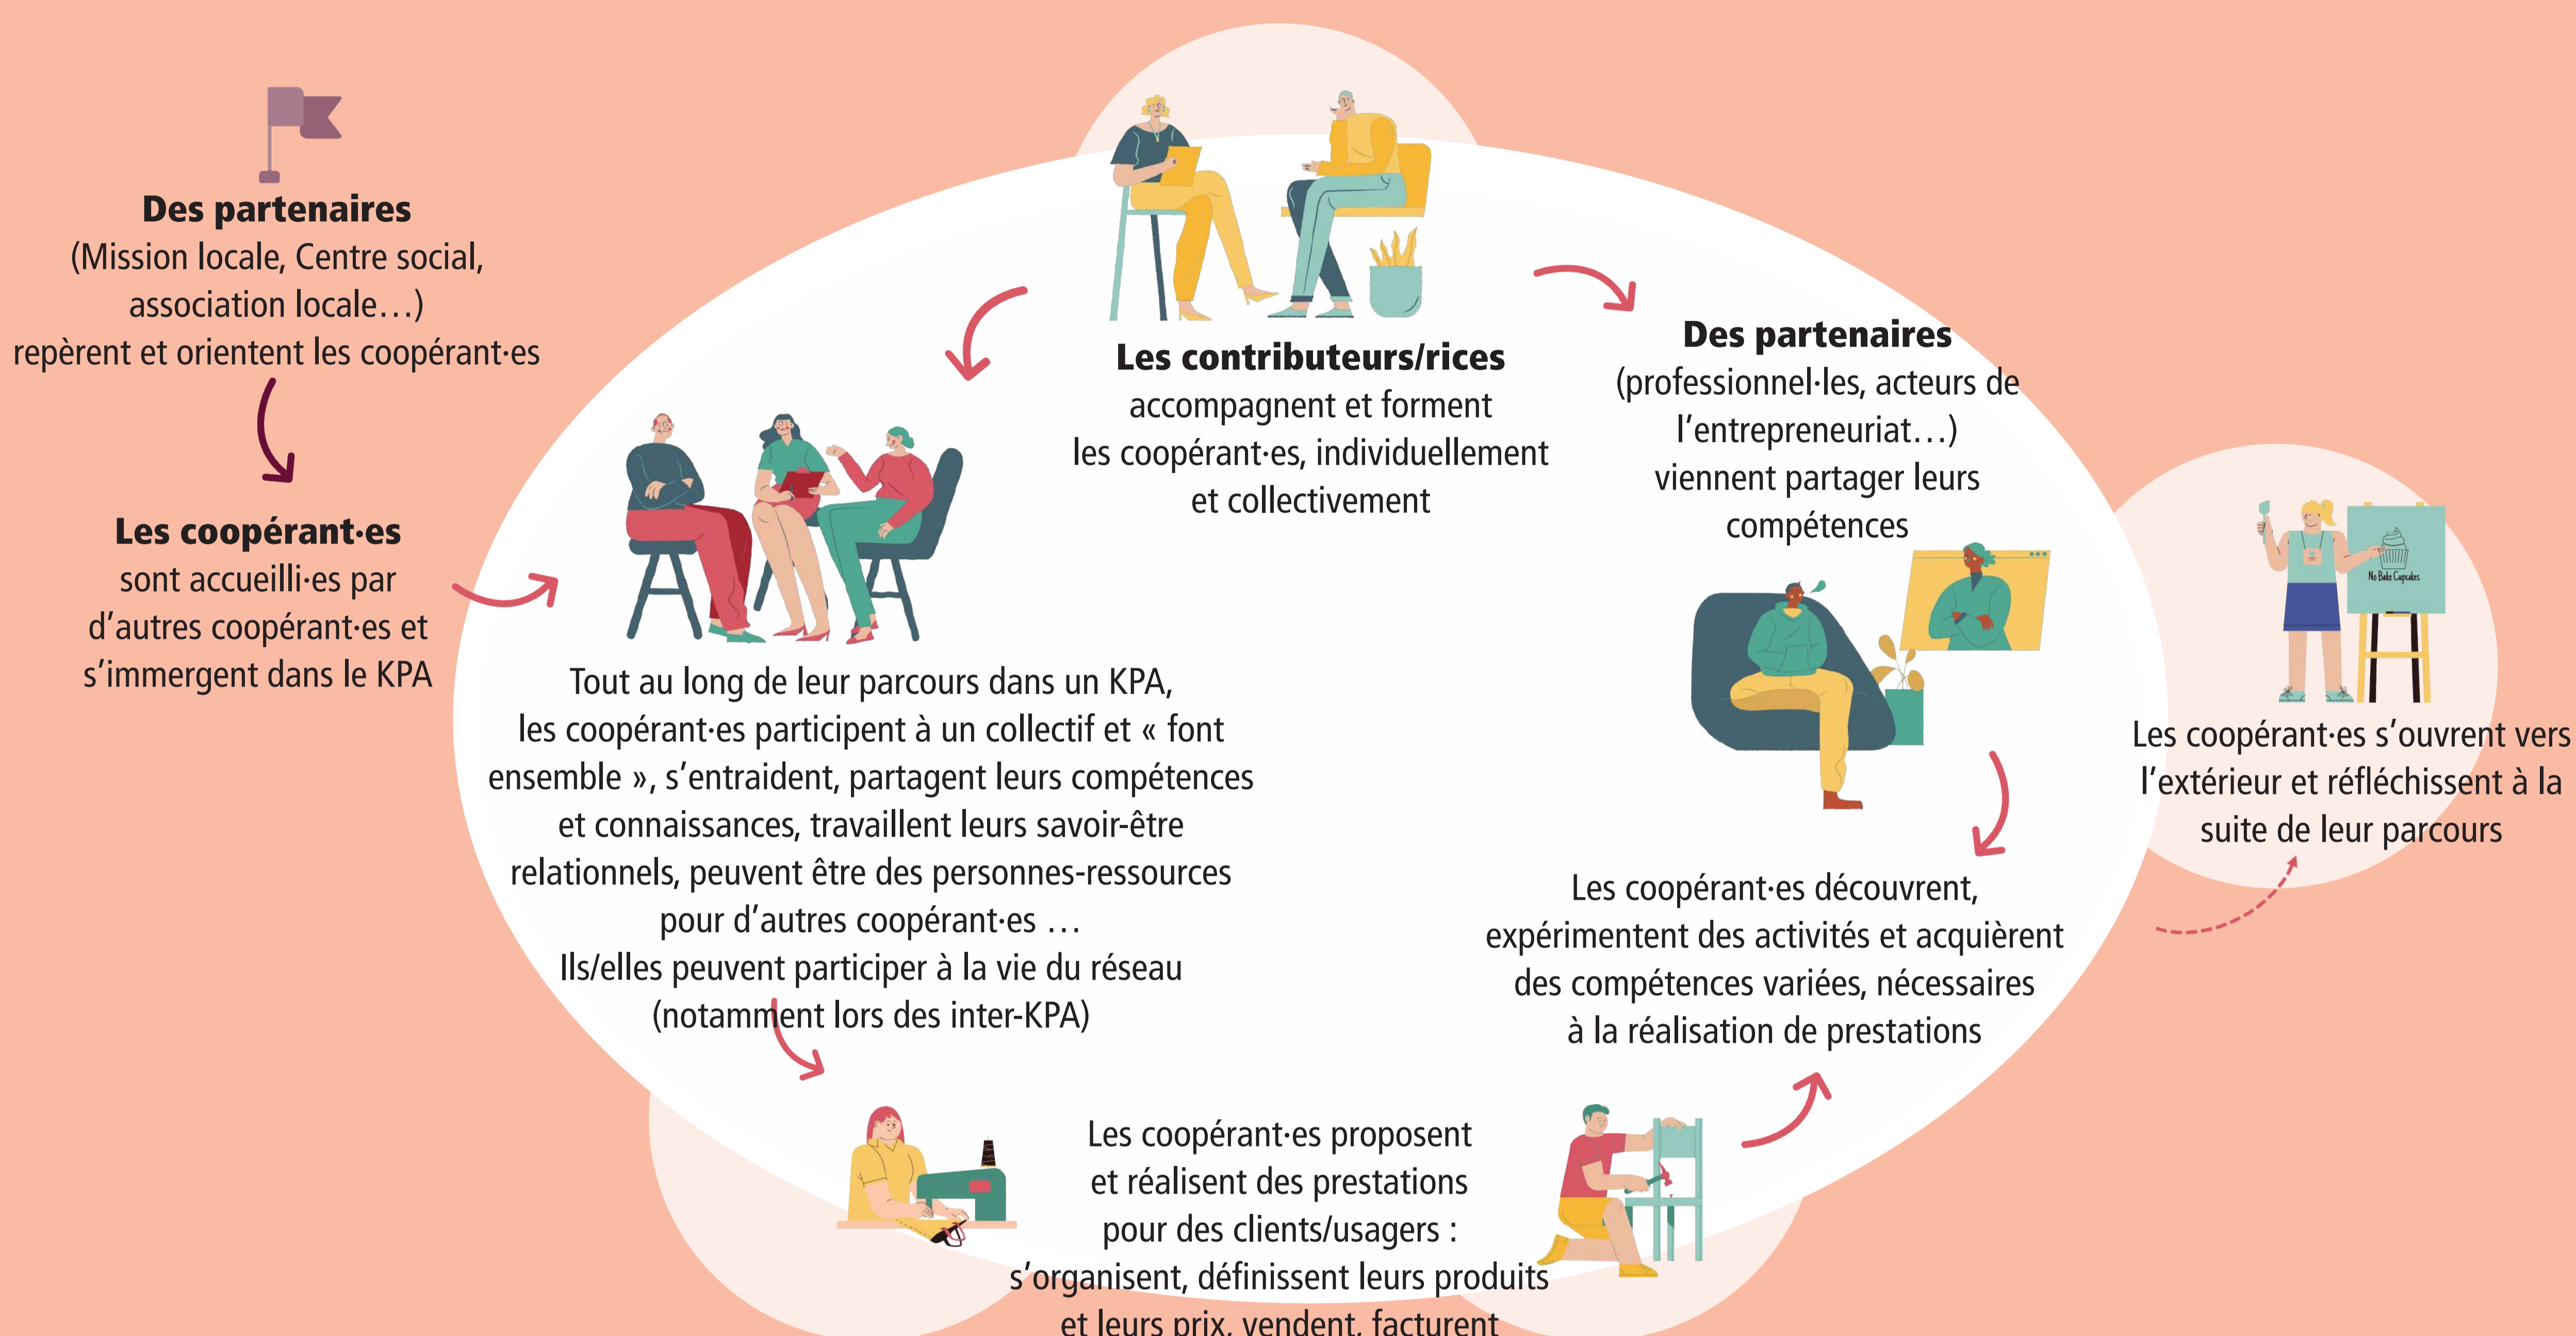 Des partenaires
(Mission locale, Centre social,
association locale…)
repèrent et orientent les coopérant·es
Les coopérant·es
sont accueilli·es par
d’autres coopérant·es et
s’immergent dans le KPA
Les contributeurs/rices
accompagnent et forment
les coopérant·es, individuellement
et collectivement
Des partenaires
(professionnel·les, acteurs de
l’entrepreneuriat…)
viennent partager leurs
compétences
Tout au long de leur parcours dans un KPA,
les coopérant·es participent à un collectif et « font
ensemble », s’entraident, partagent leurs compétences
et connaissances, travaillent leurs savoir-être
relationnels, peuvent être des personnes-ressources
pour d’autres coopérant·es …
Ils/elles peuvent participer à la vie du réseau
(notamment lors des inter-KPA)
Les coopérant·es proposent
et réalisent des prestations
pour des clients/usagers :
s’organisent, définissent leurs produits
et leurs prix, vendent, facturent
Les coopérant·es découvrent,
expérimentent des activités et acquièrent
des compétences variées, nécessaires
à la réalisation de prestations
No Bake Cupcakes
Les coopérant·es s’ouvrent vers
l’extérieur et réfléchissent à la
suite de leur parcours